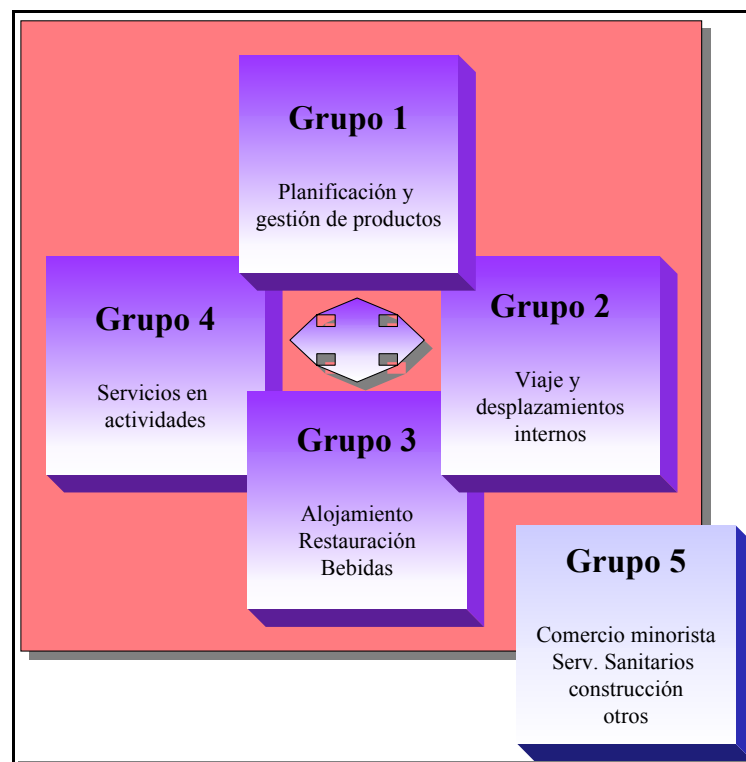 Grupo 1
Planificación y
gestión de productos
Grupo 4
Servicios en
actividades
Grupo 2
Viaje y
desplazamientos
internos
Grupo 3
Alojamiento
Restauración
Bebidas
Grupo 5
Comercio minorista
Serv. Sanitarios
construcción
otros